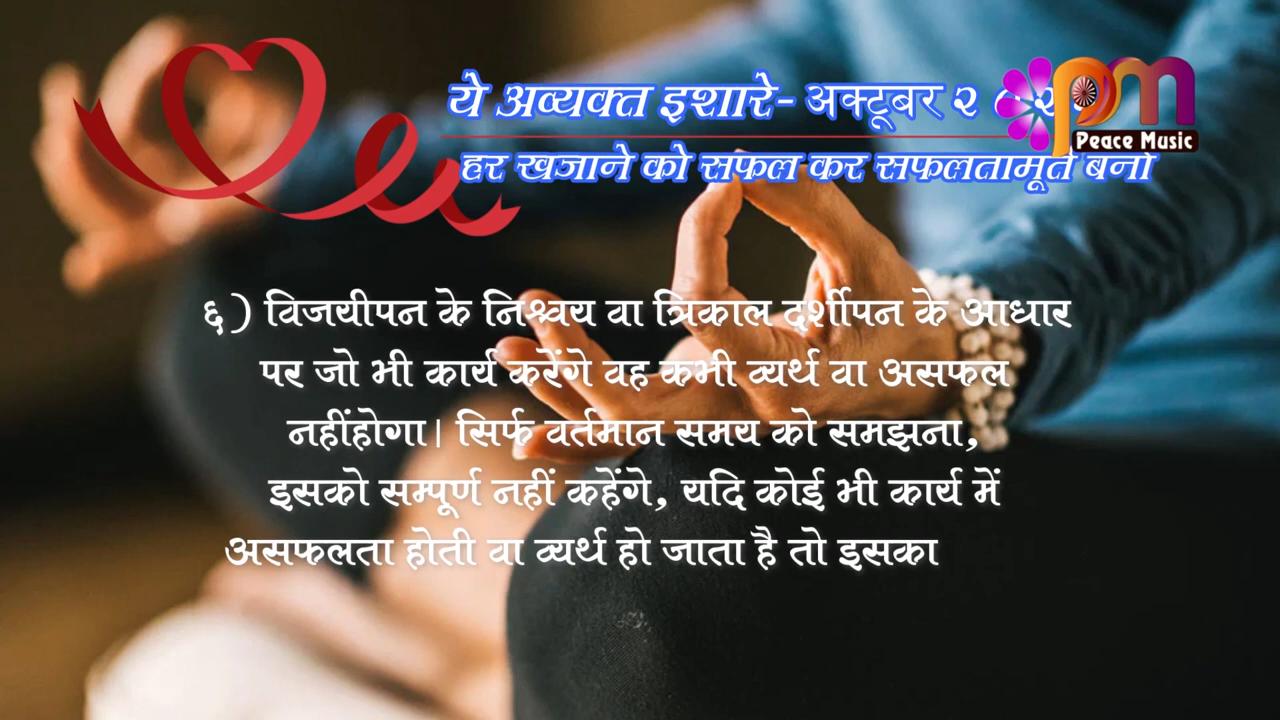 ये अव्यक्त इशारे- अक्टूबर २
pm
Peace Music
हर खजाने को सफल कर सफलतामूर्त बनो
६) विजयीपन के निश्चय वा त्रिकाल दर्शीपन के आधार
पर जो भी कार्य करेंगे वह कभी व्यर्थ वा असफल
नहींहोगा। सिर्फ वर्तमान समय को समझना,
इसको सम्पूर्ण नहीं कहेंगे, यदि कोई भी कार्य में
असफलता होती वा व्यर्थ हो जाता है तो इसका